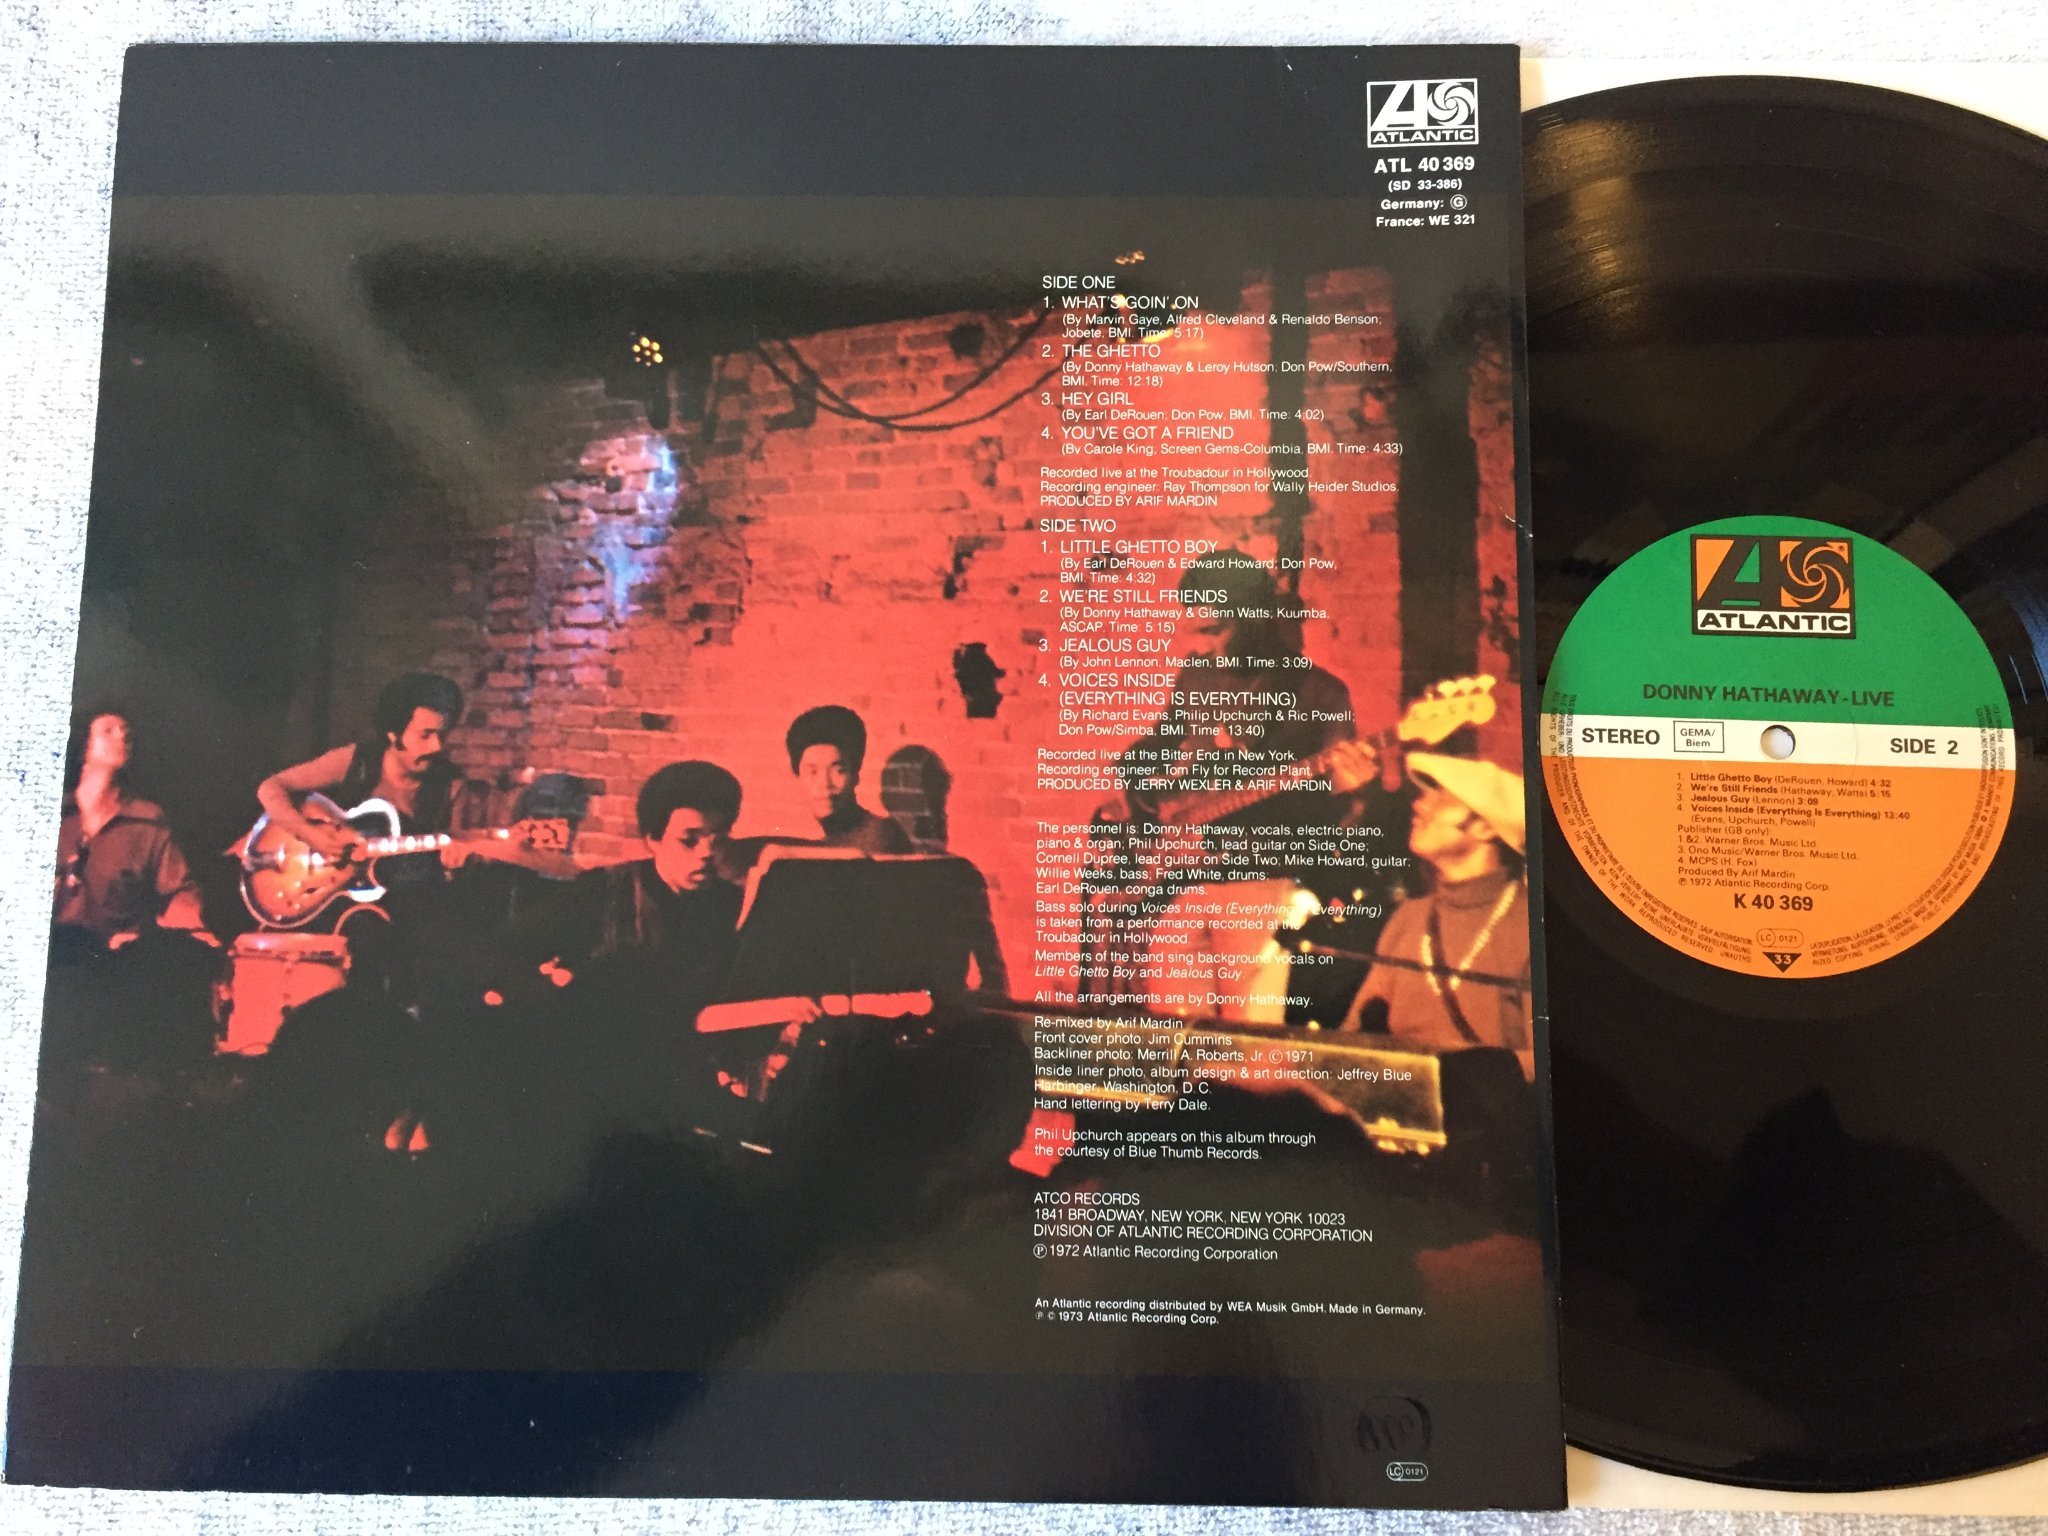 ATLANTIC
ATL 40 369
(SD 33-386)
Germany: G
France: WE 321
SIDE ONE
1. WHAT'S GOIN' ON
(By Marvin Gaye, Alfred Cleveland & Renaldo Benson;
Jobete, BMI. Time: 5:17)
2. THE GHETTO
(By Donny Hathaway & Leroy Hutson; Don Pow/Southern,
BMI. Time: 12:18)
3. HEY GIRL
(By Earl DeRouen; Don Pow, BMI. Time: 4:02)
4. YOU'VE GOT A FRIEND
(By Carole King; Screen Gems-Columbia, BMI. Time: 4:33)
Recorded live at the Troubadour in Hollywood.
Recording engineer: Ray Thompson for Wally Heider Studios.
PRODUCED BY ARIF MARDIN
SIDE TWO
1. LITTLE GHETTO BOY
(By Earl DeRouen & Edward Howard; Don Pow,
BMI. Time: 4:32)
2. WE'RE STILL FRIENDS
(By Donny Hathaway & Glenn Watts; Kuumba,
ASCAP. Time: 5:15)
3. JEALOUS GUY
(By John Lennon; Maclen, BMI. Time: 3:09)
4. VOICES INSIDE
(EVERYTHING IS EVERYTHING)
(By Richard Evans, Philip Upchurch & Ric Powell;
Don Pow/Simba, BMI. Time: 13:40)
Recorded live at the Bitter End in New York.
Recording engineer: Tom Fly for Record Plant.
PRODUCED BY JERRY WEXLER & ARIF MARDIN
The personnel is: Donny Hathaway, vocals, electric piano,
piano & organ; Phil Upchurch, lead guitar on Side One;
Cornell Dupree, lead guitar on Side Two; Mike Howard, guitar;
Willie Weeks, bass; Fred White, drums;
Earl DeRouen, conga drums.
Bass solo during Voices Inside (Everything Is Everything)
is taken from a performance recorded at the
Troubadour in Hollywood.
Members of the band sing background vocals on
Little Ghetto Boy and Jealous Guy.
All the arrangements are by Donny Hathaway.
Re-mixed by Arif Mardin
Front cover photo: Jim Cummins
Backliner photo: Merrill A. Roberts, Jr. © 1971
Inside liner photo, album design & art direction: Jeffrey Blue
Harbinger, Washington, D.C.
Hand lettering by Terry Dale.
Phil Upchurch appears on this album through
the courtesy of Blue Thumb Records.
ATCO RECORDS
1841 BROADWAY, NEW YORK, NEW YORK 10023
DIVISION OF ATLANTIC RECORDING CORPORATION
℗ 1972 Atlantic Recording Corporation
An Atlantic recording distributed by WEA Musik GmbH. Made in Germany.
℗ © 1973 Atlantic Recording Corp.
LC 0121
ATLANTIC
DONNY HATHAWAY - LIVE
STEREO
GEMA/
Biem
SIDE 2
1. Little Ghetto Boy (DeRouen, Howard) 4:32
2. We're Still Friends (Hathaway, Watts) 5:15
3. Jealous Guy (Lennon) 3:09
4. Voices Inside (Everything Is Everything) 13:40
(Evans, Upchurch, Powell)
Publisher (GB only):
1 & 2. Warner Bros. Music Ltd.
3. Ono Music/Warner Bros. Music Ltd.
4. MCPS (H. Fox)
Produced By Arif Mardin
℗ 1972 Atlantic Recording Corp.
K 40 369
LC 0121
33